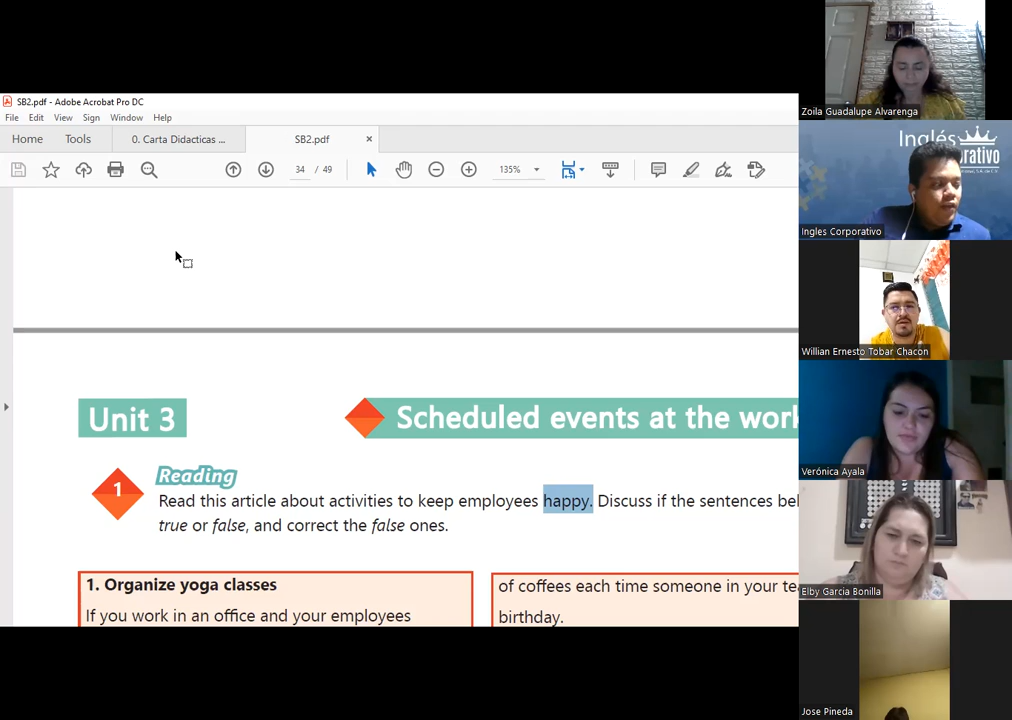 SB2.pdf - Adobe Acrobat Pro DC
File Edit View Sign Window Help
Home Tools 0. Carta Didacticas ... SB2.pdf ×
34 / 49 135%
Unit 3
Scheduled events at the work
1
Reading
Read this article about activities to keep employees happy. Discuss if the sentences bel
true or false, and correct the false ones.
1. Organize yoga classes
If you work in an office and your employees
of coffees each time someone in your te
birthday.
Zoila Guadalupe Alvarenga
Inglés
orativo
Ingles Corporativo
Willian Ernesto Tobar Chacon
Verónica Ayala
Elby Garcia Bonilla
Jose Pineda